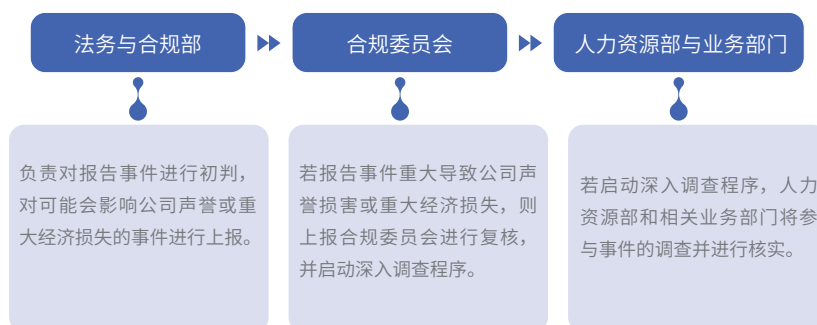 法务与合规部
合规委员会
人力资源部与业务部门
负责对报告事件进行初判，
对可能会影响公司声誉或重
大经济损失的事件进行上报。
若报告事件重大导致公司声
誉损害或重大经济损失，则
上报合规委员会进行复核，
并启动深入调查程序。
若启动深入调查程序，人力
资源部和相关业务部门将参
与事件的调查并进行核实。